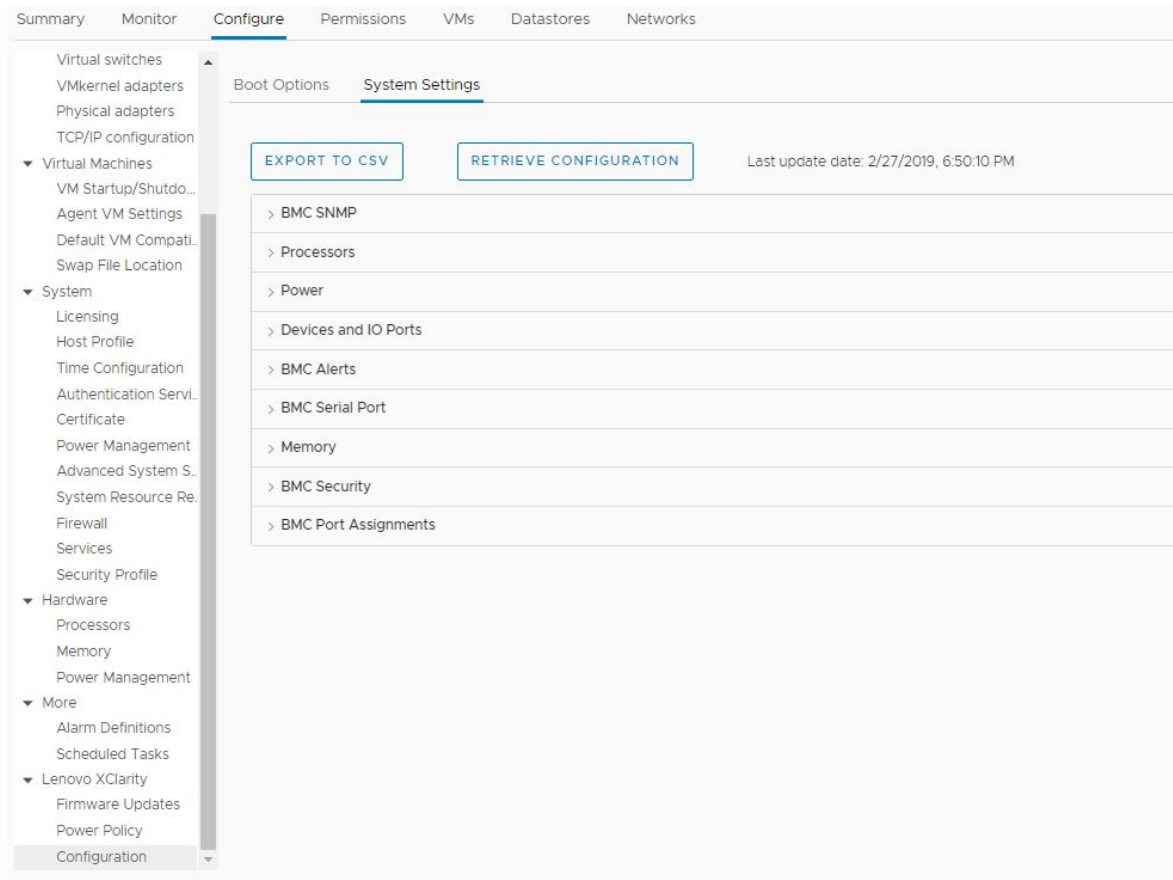 Summary Monitor Configure Permissions VMs Datastores Networks
Virtual switches
VMkernel adapters
Physical adapters
TCP/IP configuration
Virtual Machines
VM Startup/Shutdo...
Agent VM Settings
Default VM Compati..
Swap File Location
System
Licensing
Host Profile
Time Configuration
Authentication Servi..
Certificate
Power Management
Advanced System S..
System Resource Re.
Firewall
Services
Security Profile
Hardware
Processors
Memory
Power Management
More
Alarm Definitions
Scheduled Tasks
Lenovo XClarity
Firmware Updates
Power Policy
Configuration
Boot Options System Settings
EXPORT TO CSV RETRIEVE CONFIGURATION Last update date: 2/27/2019, 6:50:10 PM
BMC SNMP
Processors
Power
Devices and IO Ports
BMC Alerts
BMC Serial Port
Memory
BMC Security
BMC Port Assignments